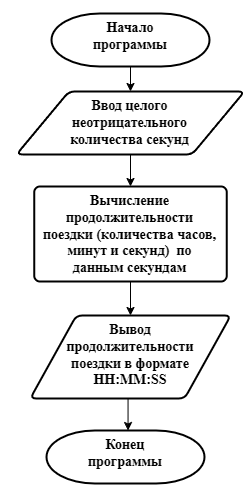 Начало
программы
Ввод целого
неотрицательного
количества секунд
Вычисление
продолжительности
поездки (количества часов,
минут и секунд) по
данным секундам
Вывод
продолжительности
поездки в формате
HH:MM:SS
Конец
программы